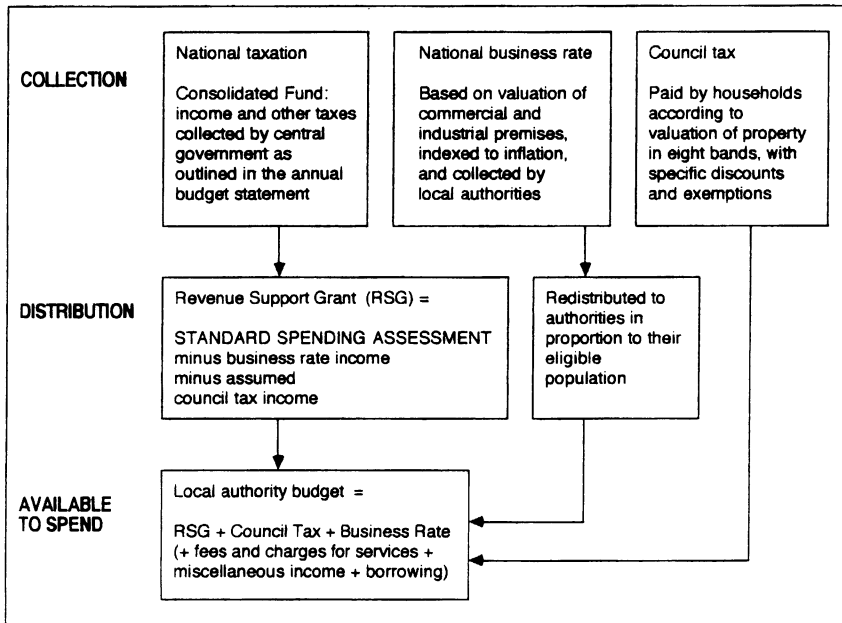 COLLECTION
National taxation
Consolidated Fund:
income and other taxes
collected by central
government as
outlined in the annual
budget statement
National business rate
Based on valuation of
commercial and
industrial premises,
indexed to inflation,
and collected by
local authorities
Council tax
Paid by households
according to
valuation of property
in eight bands, with
specific discounts
and exemptions
DISTRIBUTION
Revenue Support Grant (RSG) =
STANDARD SPENDING ASSESSMENT
minus business rate income
minus assumed
council tax income
Redistributed to
authorities in
proportion to their
eligible
population
AVAILABLE
TO SPEND
Local authority budget =
RSG + Council Tax + Business Rate
(+ fees and charges for services +
miscellaneous income + borrowing)